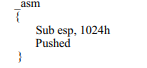 _asm
{
Sub esp, 1024h
Pushed
}